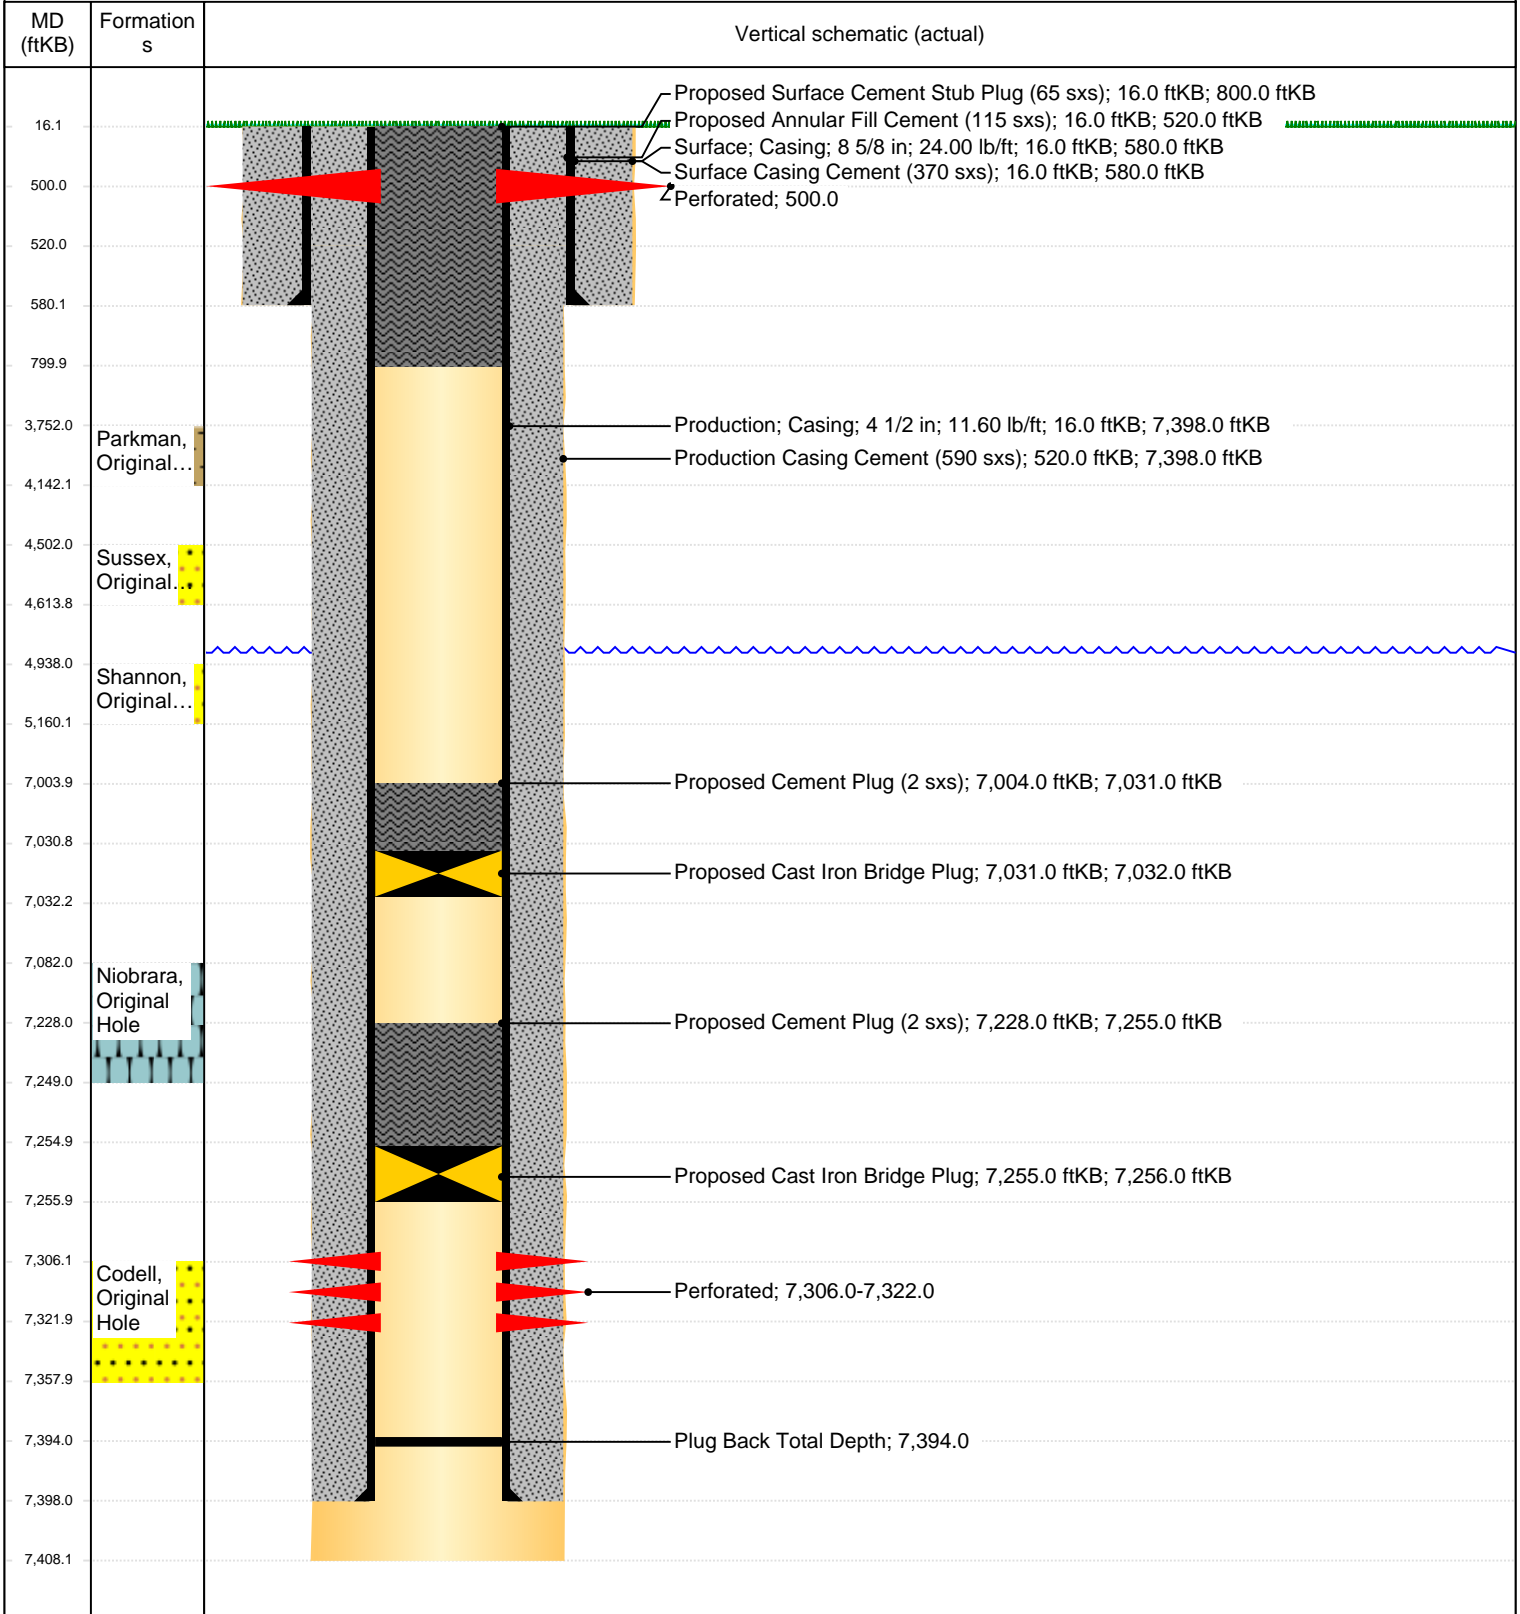 MD
(ftKB)
Formation
s
Vertical schematic (actual)
Proposed Surface Cement Stub Plug (65 sxs); 16.0 ftKB; 800.0 ftKB
16.1
Proposed Annular Fill Cement (115 sxs); 16.0 ftKB; 520.0 ftKB
Surface; Casing; 8 5/8 in; 24.00 lb/ft; 16.0 ftKB; 580.0 ftKB
Surface Casing Cement (370 sxs); 16.0 ftKB; 580.0 ftKB
500.0
Perforated; 500.0
520.0
580.1
799.9
3,752.0
Production; Casing; 4 1/2 in; 11.60 lb/ft; 16.0 ftKB; 7,398.0 ftKB
Parkman,
Original…
Production Casing Cement (590 sxs); 520.0 ftKB; 7,398.0 ftKB
4,142.1
4,502.0
Sussex,
Original…
4,613.8
4,938.0
Shannon,
Original…
5,160.1
7,003.9
Proposed Cement Plug (2 sxs); 7,004.0 ftKB; 7,031.0 ftKB
7,030.8
Proposed Cast Iron Bridge Plug; 7,031.0 ftKB; 7,032.0 ftKB
7,032.2
7,082.0
Niobrara,
Original
Hole
7,228.0
Proposed Cement Plug (2 sxs); 7,228.0 ftKB; 7,255.0 ftKB
7,249.0
7,254.9
Proposed Cast Iron Bridge Plug; 7,255.0 ftKB; 7,256.0 ftKB
7,255.9
7,306.1
Codell,
Original
Hole
Perforated; 7,306.0-7,322.0
7,321.9
7,357.9
7,394.0
Plug Back Total Depth; 7,394.0
7,398.0
7,408.1